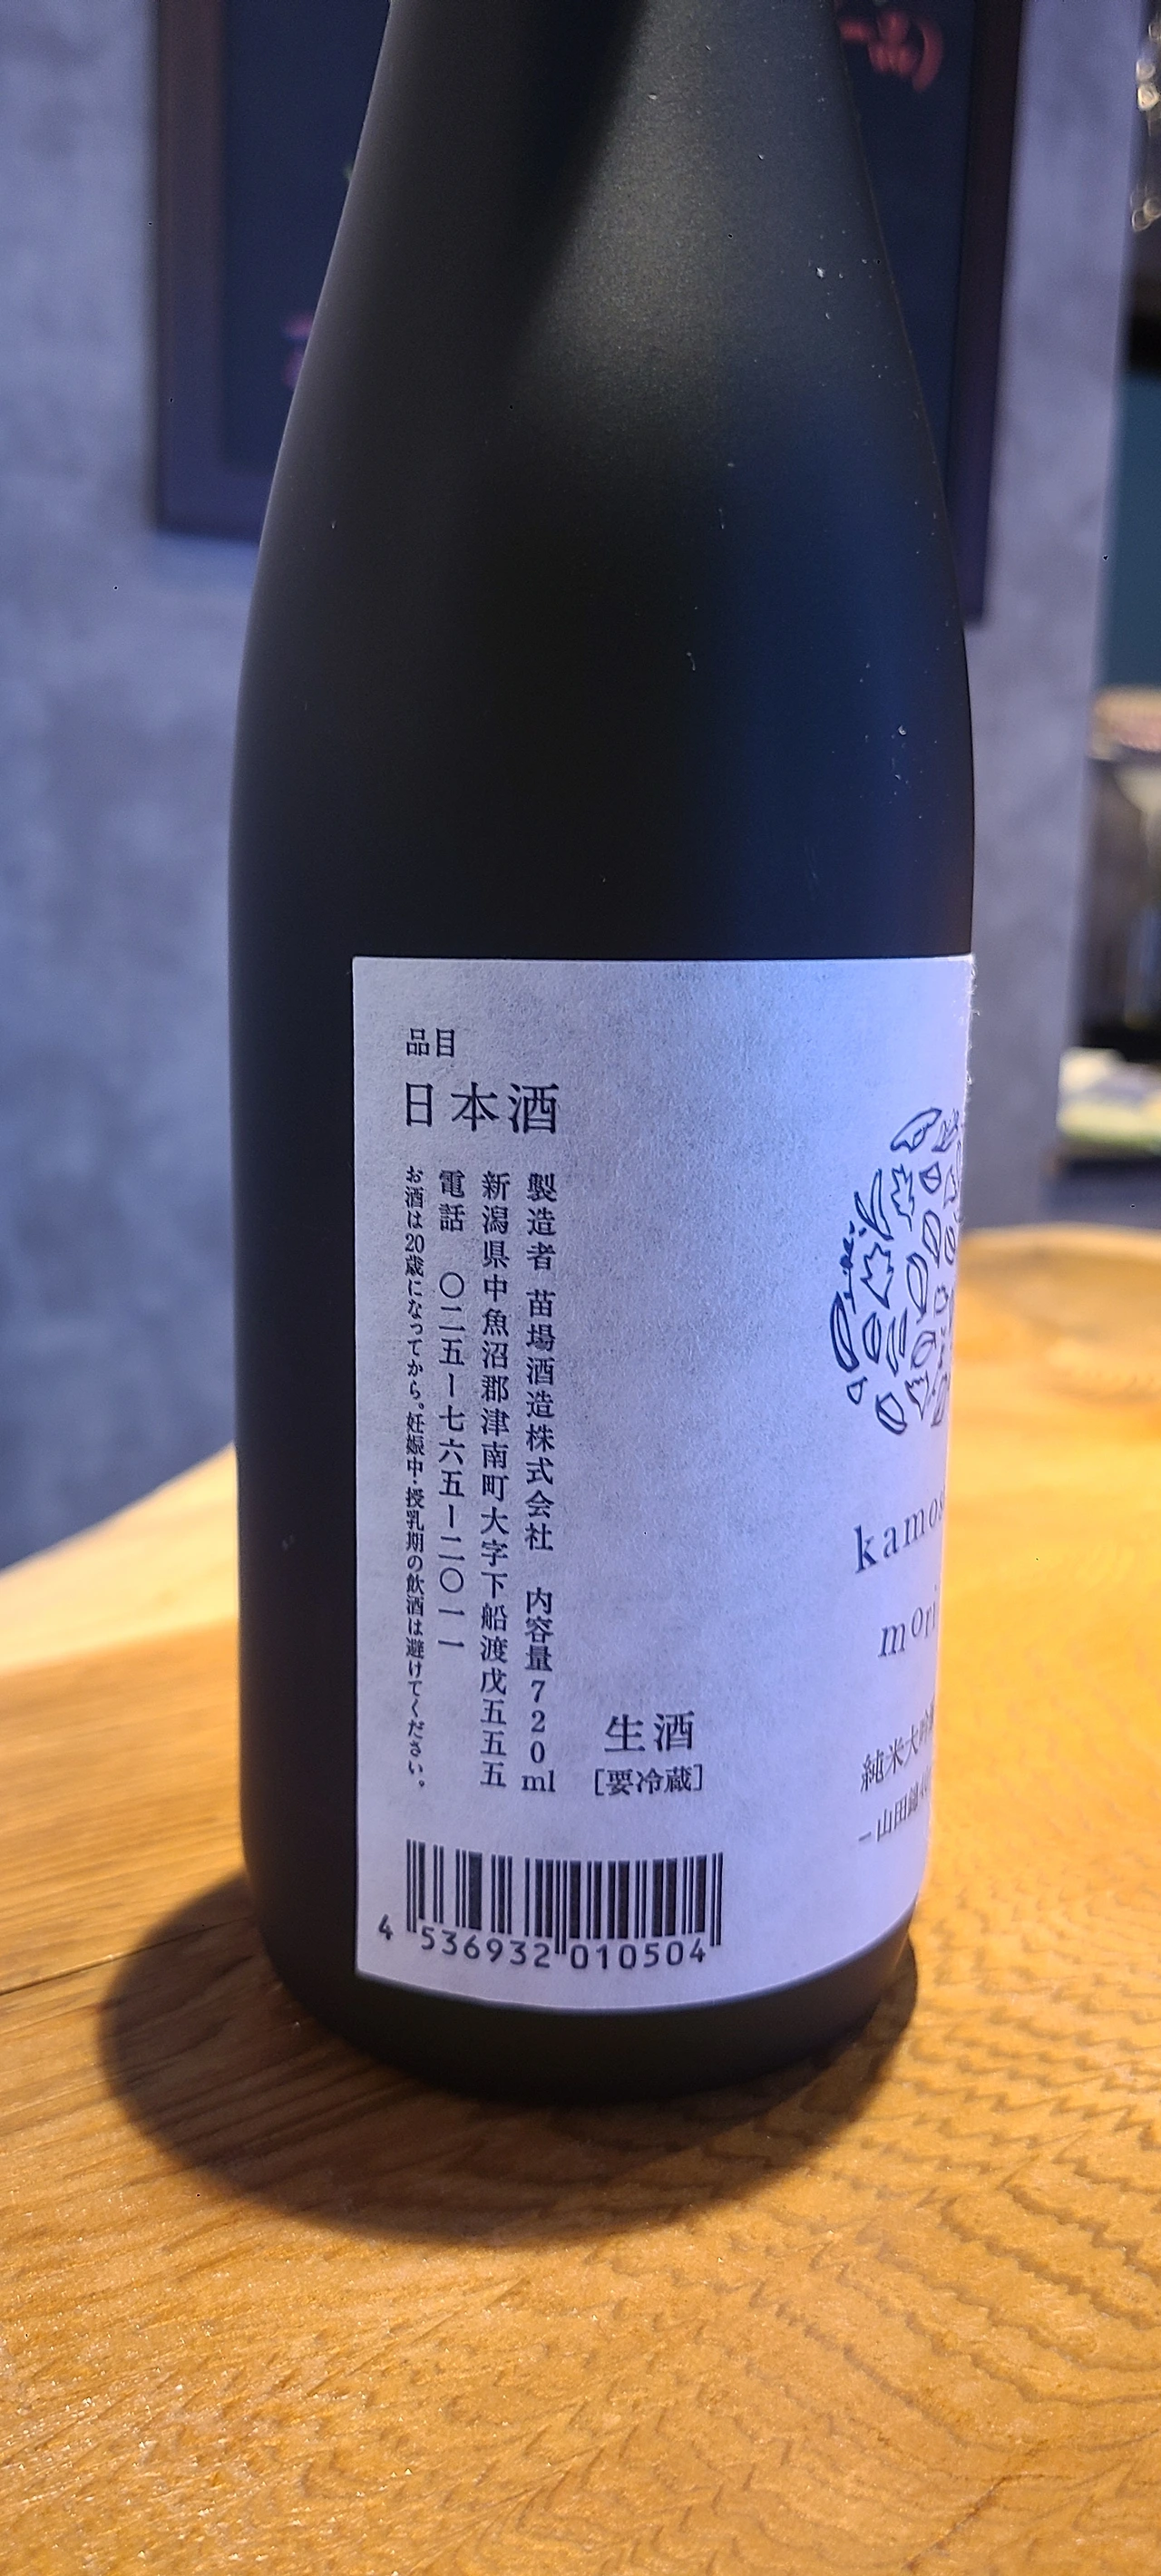 品目
日本酒
製造者 苗場酒造株式会社 内容量720ml
新潟県中魚沼郡津南町大字下船渡戊五五五
電話 〇二五ー七六五ー二〇一一
お酒は20歳になってから。妊娠中・授乳期の飲酒は避けてください。
生酒
[要冷蔵]
4 536932 010504
kamos
mori
純米大吟
–山田錦